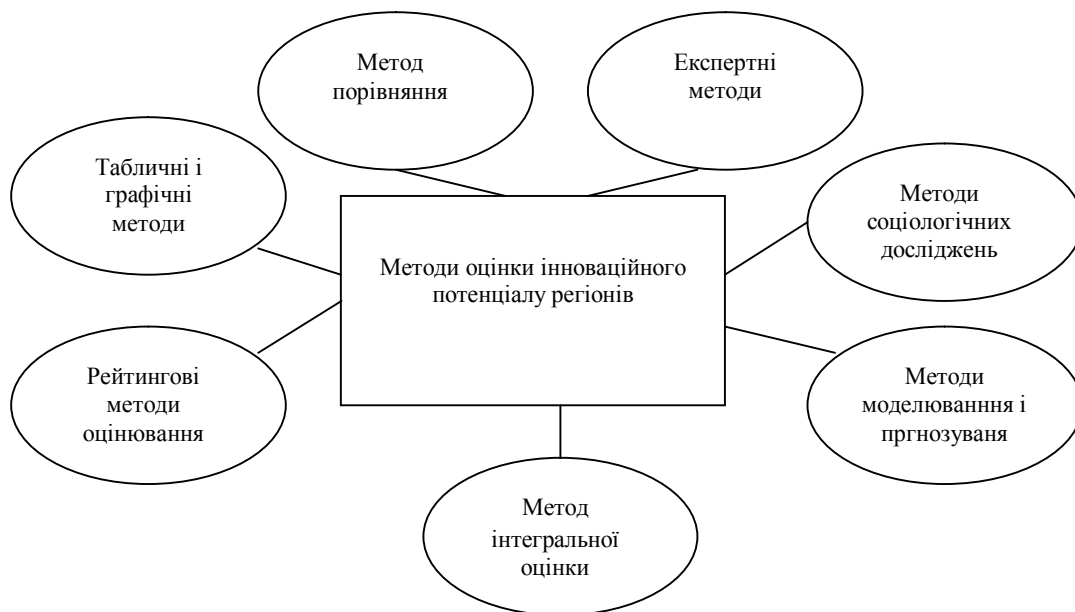 Метод
порівняння
Експертні
методи
Табличні і
графічні
методи
Методи
соціологічних
досліджень
Методи оцінки інноваційного
потенціалу регіонів
Рейтингові
методи
оцінювання
Методи
моделюванння і
пргнозуваня
Метод
інтегральної
оцінки